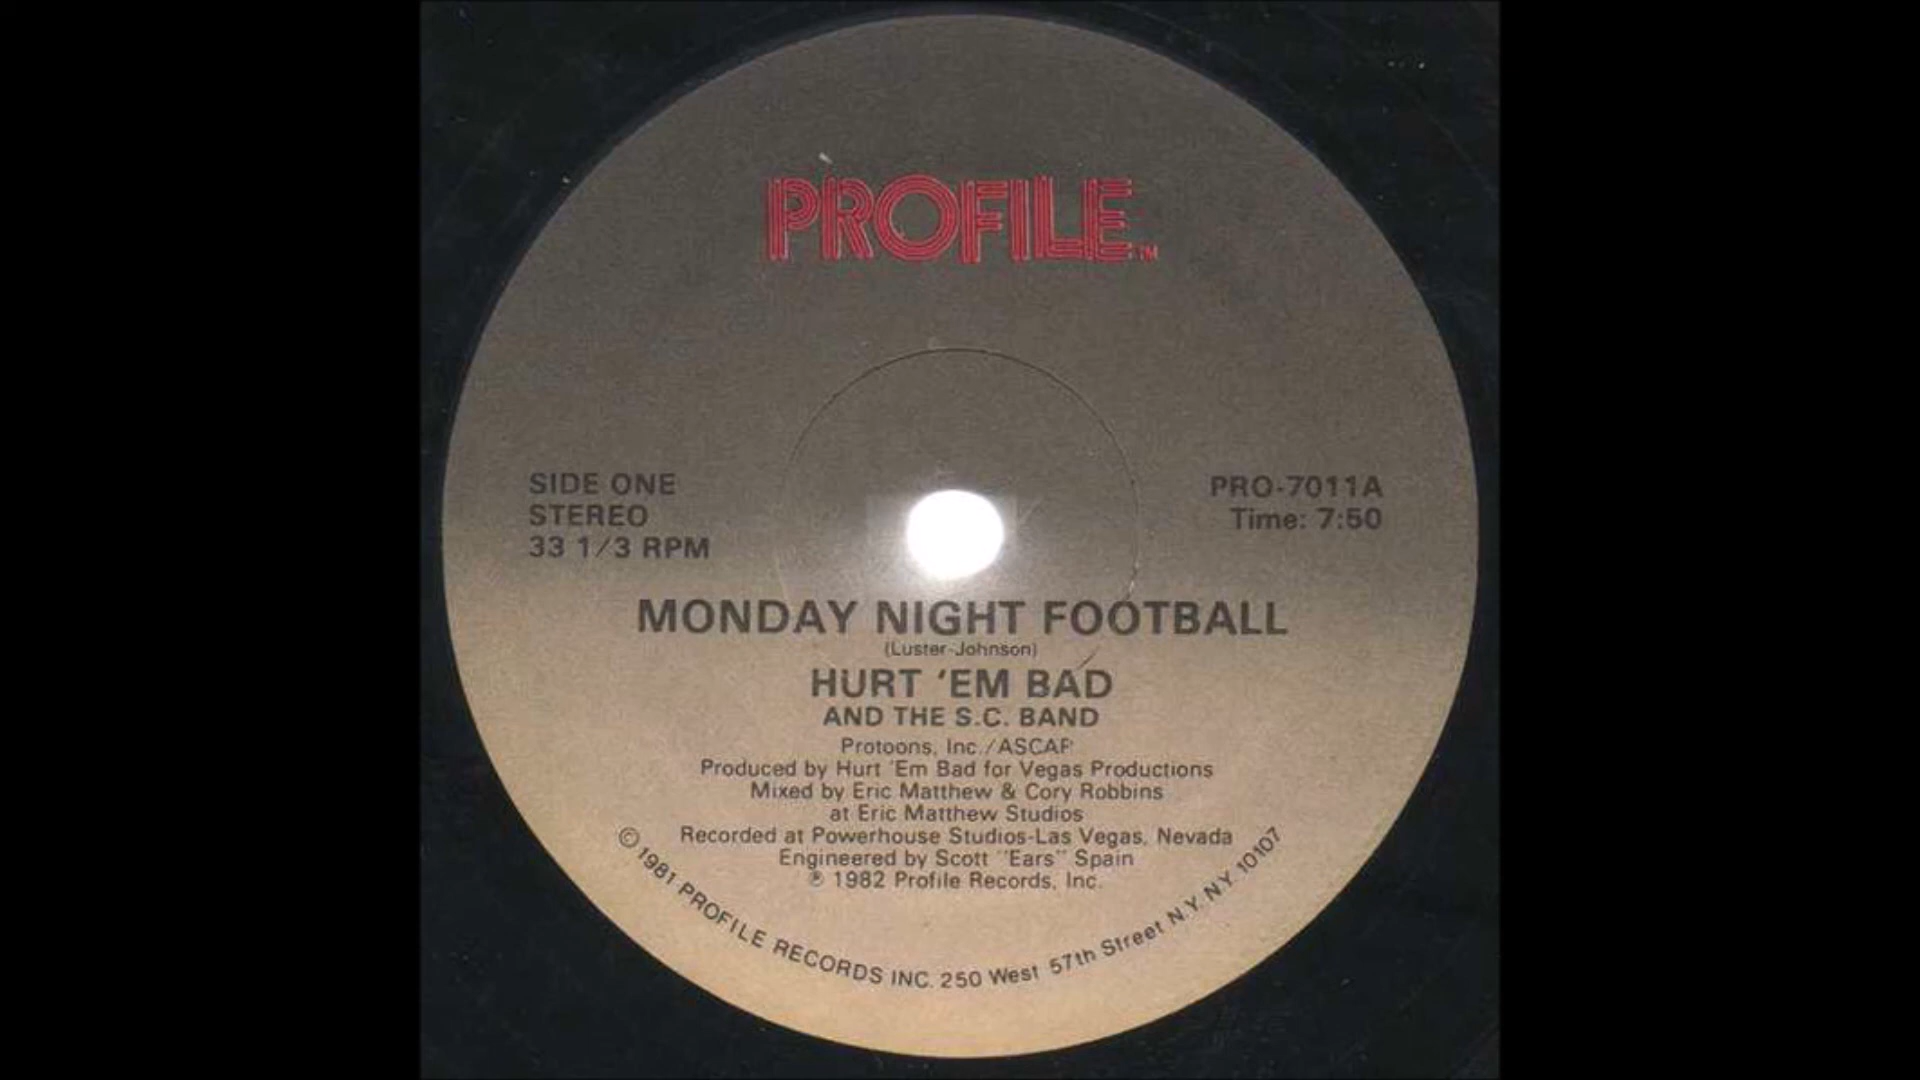 PROFILE™
SIDE ONE
STEREO
33 1/3 RPM
PRO-7011A
Time: 7:50
MONDAY NIGHT FOOTBALL
(Luster-Johnson)
HURT 'EM BAD
AND THE S.C. BAND
Protoons, Inc./ASCAP
Produced by Hurt 'Em Bad for Vegas Productions
Mixed by Eric Matthew & Cory Robbins
at Eric Matthew Studios
Recorded at Powerhouse Studios-Las Vegas, Nevada
Engineered by Scott "Ears" Spain
℗ 1982 Profile Records, Inc.
© 1981 PROFILE RECORDS INC. 250 West 57th Street N.Y. N.Y. 10107